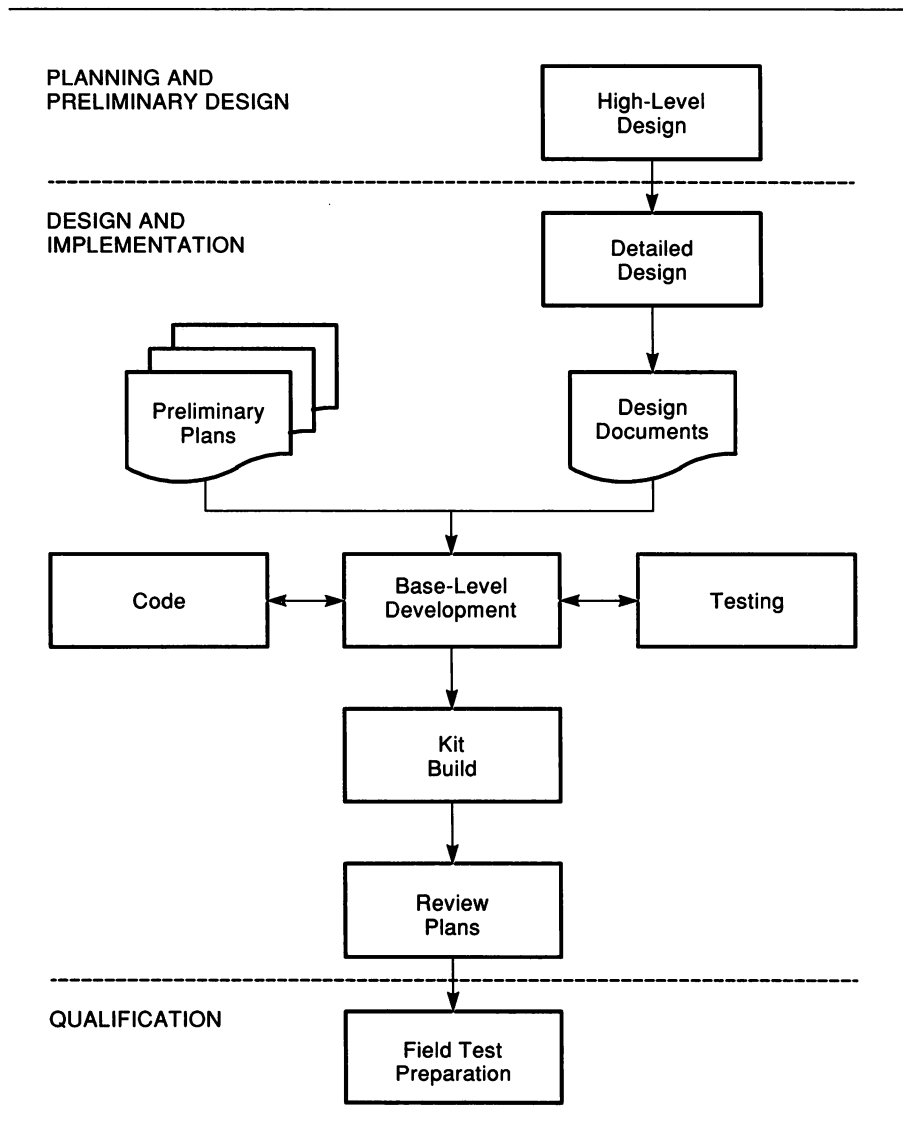 PLANNING AND
PRELIMINARY DESIGN
High-Level
Design
DESIGN AND
IMPLEMENTATION
Detailed
Design
Preliminary
Plans
Design
Documents
Code
Base-Level
Development
Testing
Kit
Build
Review
Plans
QUALIFICATION
Field Test
Preparation